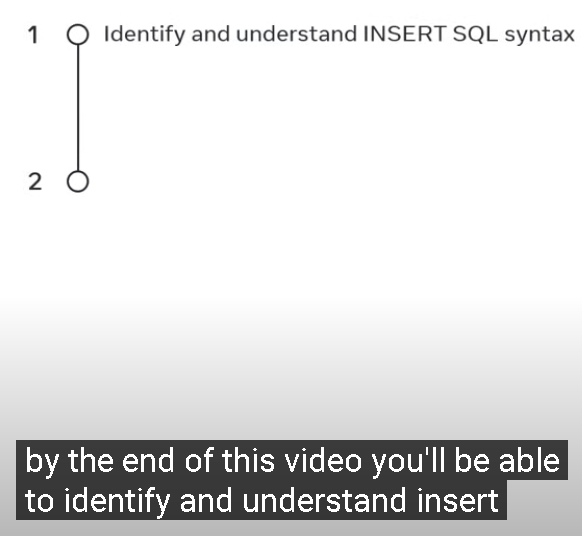 1 Identify and understand INSERT SQL syntax
2
by the end of this video you'll be able
to identify and understand insert